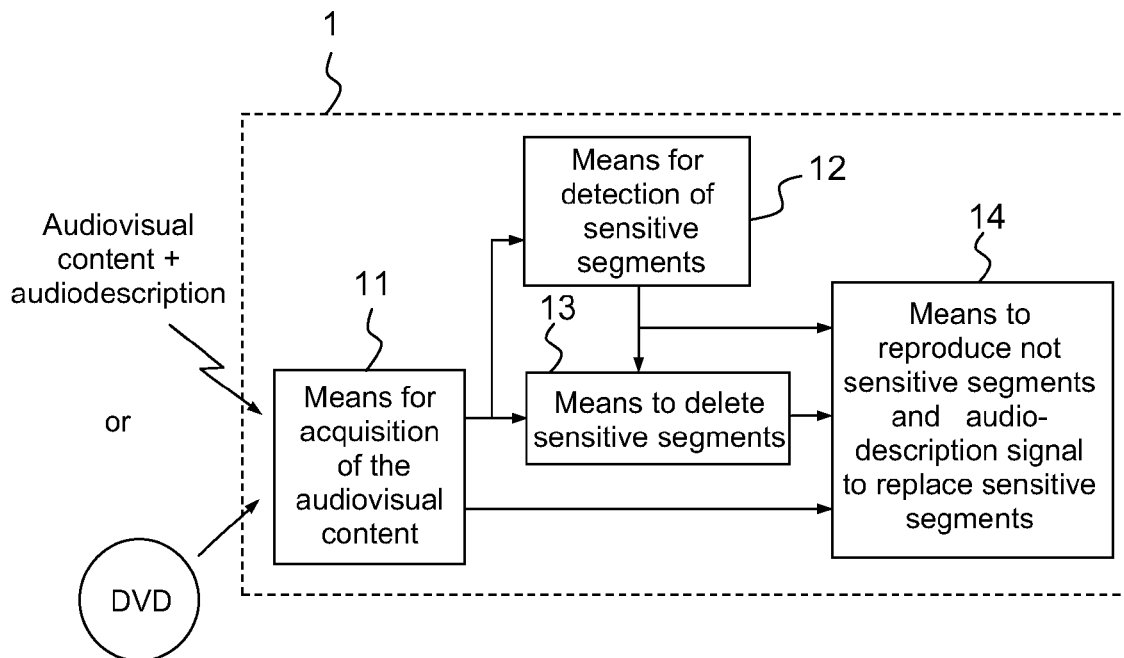 1
Means for
detection of
sensitive
segments
12
14
Audiovisual
content +
audiodescription
11
13
Means to
reproduce not
sensitive segments
and audio-
description signal
to replace sensitive
segments
Means for
acquisition
of the
audiovisual
content
Means to delete
sensitive segments
or
DVD